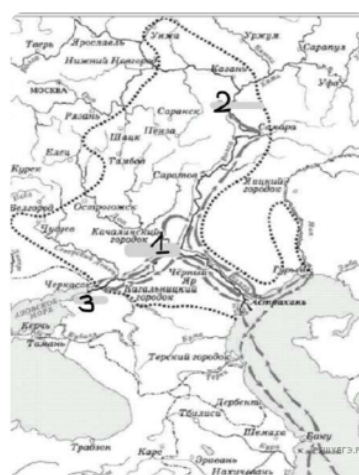 Унжа
Уржум
Тверь
Ярославль
Нижний Новгород
Казань
Сарапул
Уфа
МОСКВА
2
Рязань
Саранск
Самара
Шацк
Пенза
Елец
Тамбов
Курск
Саратов
Яицкий
городок
Острогожск
Белгород
Чугуев
Качалинский
городок
1
Чёрный
Яр
Гурьев
Черкасск
Кагальницкий
городок
Астрахань
3
АЗОВСКОЕ
МОРЕ
Керчь
Тамань
Терский городок
Дербент
Тбилиси
Шемаха
Баку
Трабзон
Карс
Эривань
Нахичевань